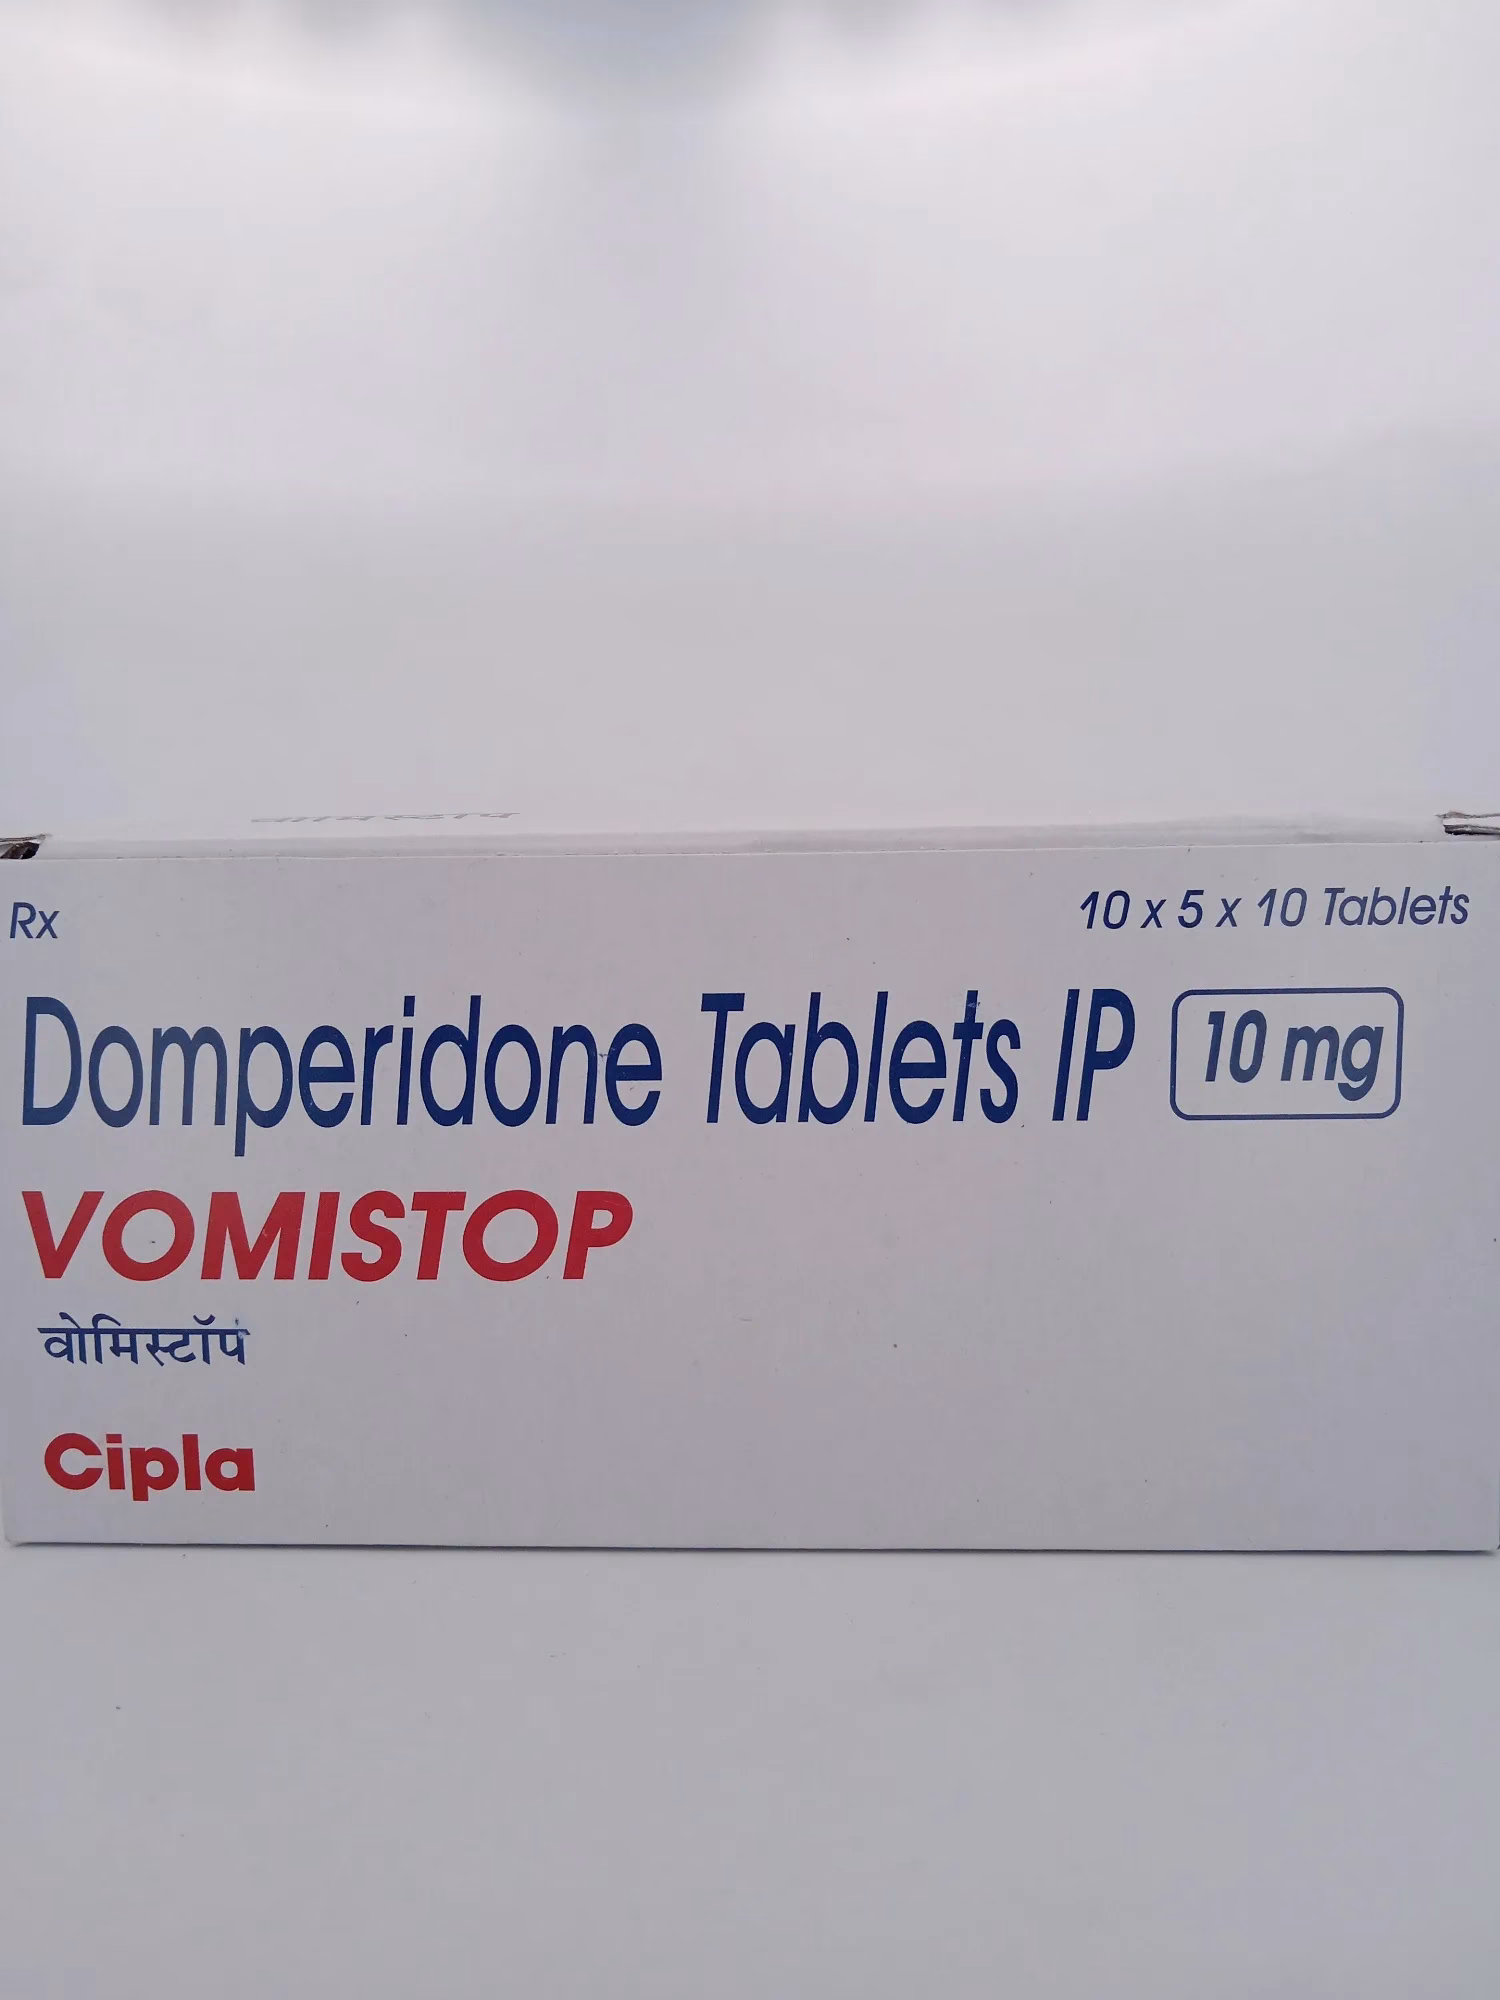 Rx
10 x 5 x 10 Tablets
Domperidone Tablets IP 10 mg
VOMISTOP
वोमिस्टॉप
Cipla